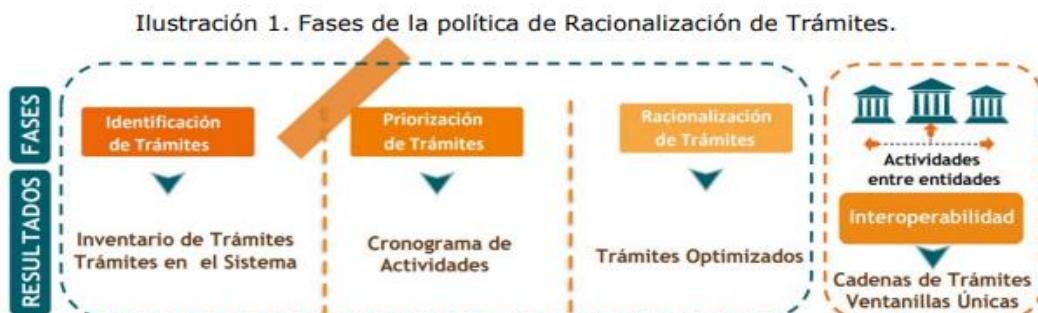 Ilustración 1. Fases de la política de Racionalización de Trámites.
FASES
Identificación
de Trámites
Priorización
de Trámites
Racionalización
de Trámites
Actividades
entre entidades
Interoperabilidad
RESULTADOS
Inventario de Trámites
Trámites en el Sistema
Cronograma de
Actividades
Trámites Optimizados
Cadenas de Trámites
Ventanillas Únicas